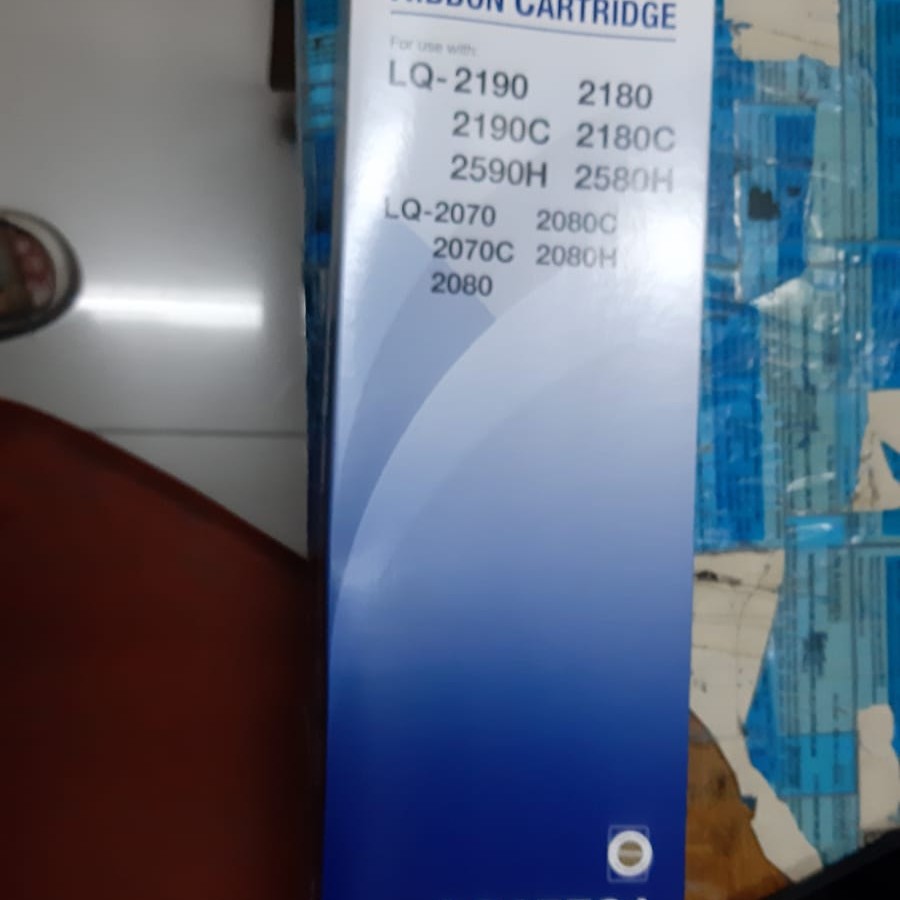 RIBBON CARTRIDGE
For use with:
LQ-2190 2180
2190C 2180C
2590H 2580H
LQ-2070 2080C
2070C 2080H
2080